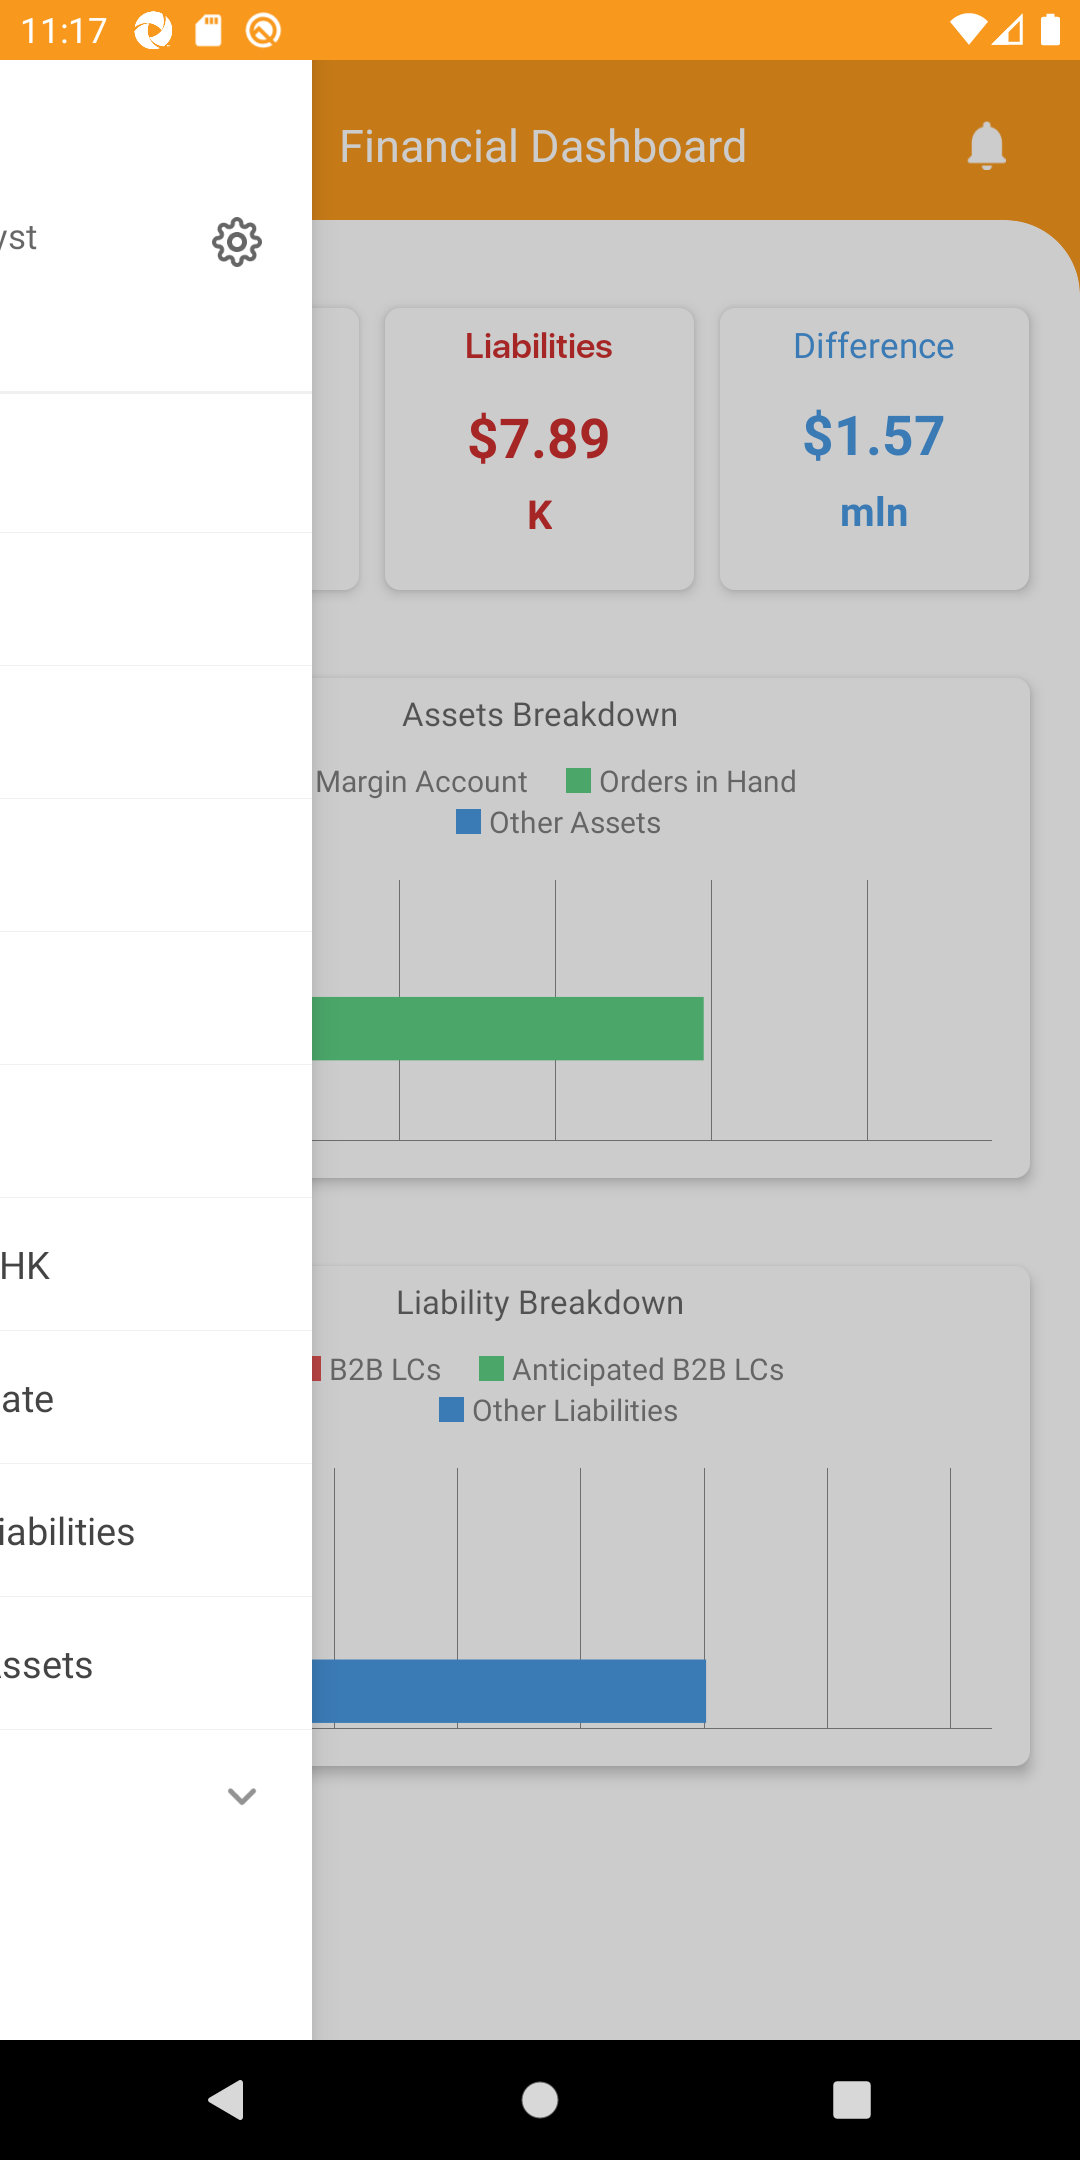 11:17
Financial Dashboard
yst
Liabilities
$7.89
K
Difference
$1.57
mln
Assets Breakdown
Margin Account Orders in Hand
Other Assets
HK
Liability Breakdown
B2B LCs Anticipated B2B LCs
ate
Other Liabilities
iabilities
ssets